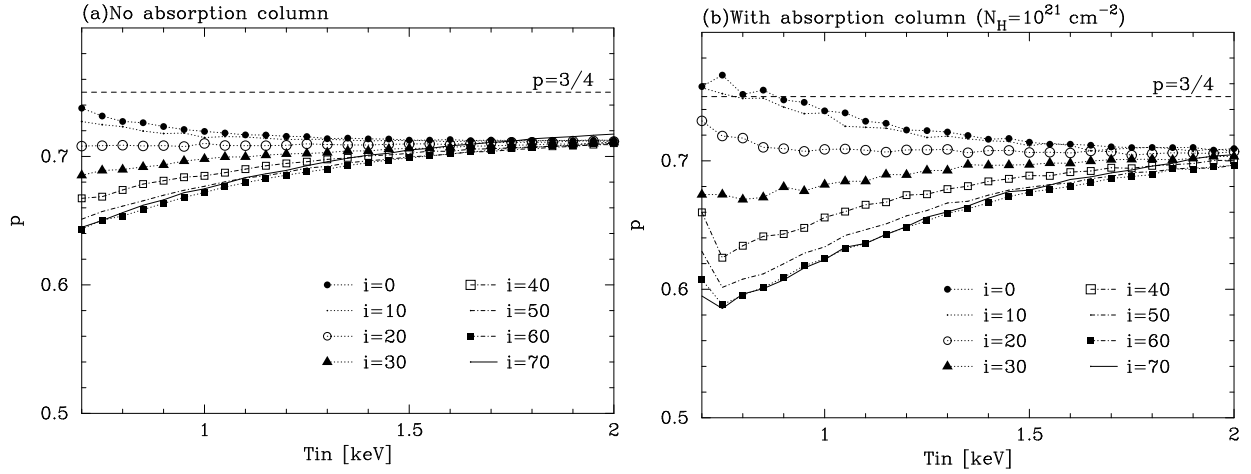 (a)No absorption column
p=3/4
0.7
0.6
0.5
p
i=0
i=10
i=20
i=30
i=40
i=50
i=60
i=70
1
1.5
2
Tin [keV]
(b)With absorption column (N_H=10^21 cm^−2)
p=3/4
0.7
0.6
0.5
p
i=0
i=10
i=20
i=30
i=40
i=50
i=60
i=70
1
1.5
2
Tin [keV]